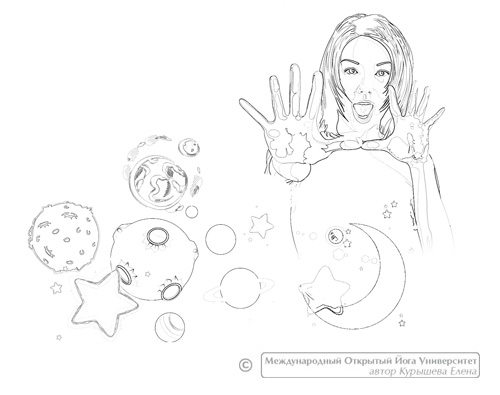 © Международный Открытый Йога Университет
автор Курышева Елена